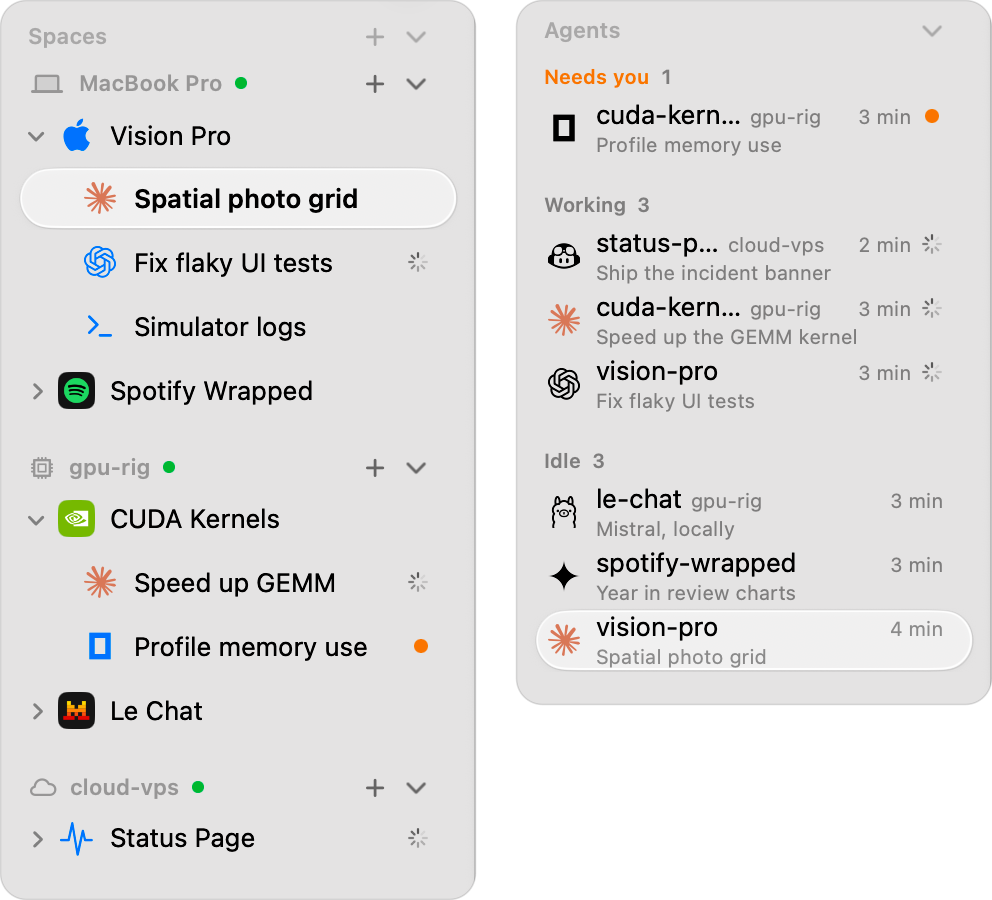 Spaces
MacBook Pro
Vision Pro
Spatial photo grid
Fix flaky UI tests
Simulator logs
Spotify Wrapped
gpu-rig
CUDA Kernels
Speed up GEMM
Profile memory use
Le Chat
cloud-vps
Status Page
Agents
Needs you 1
cuda-kern... gpu-rig 3 min
Profile memory use
Working 3
status-p... cloud-vps 2 min
Ship the incident banner
cuda-kern... gpu-rig 3 min
Speed up the GEMM kernel
vision-pro 3 min
Fix flaky UI tests
Idle 3
le-chat gpu-rig 3 min
Mistral, locally
spotify-wrapped 3 min
Year in review charts
vision-pro 4 min
Spatial photo grid